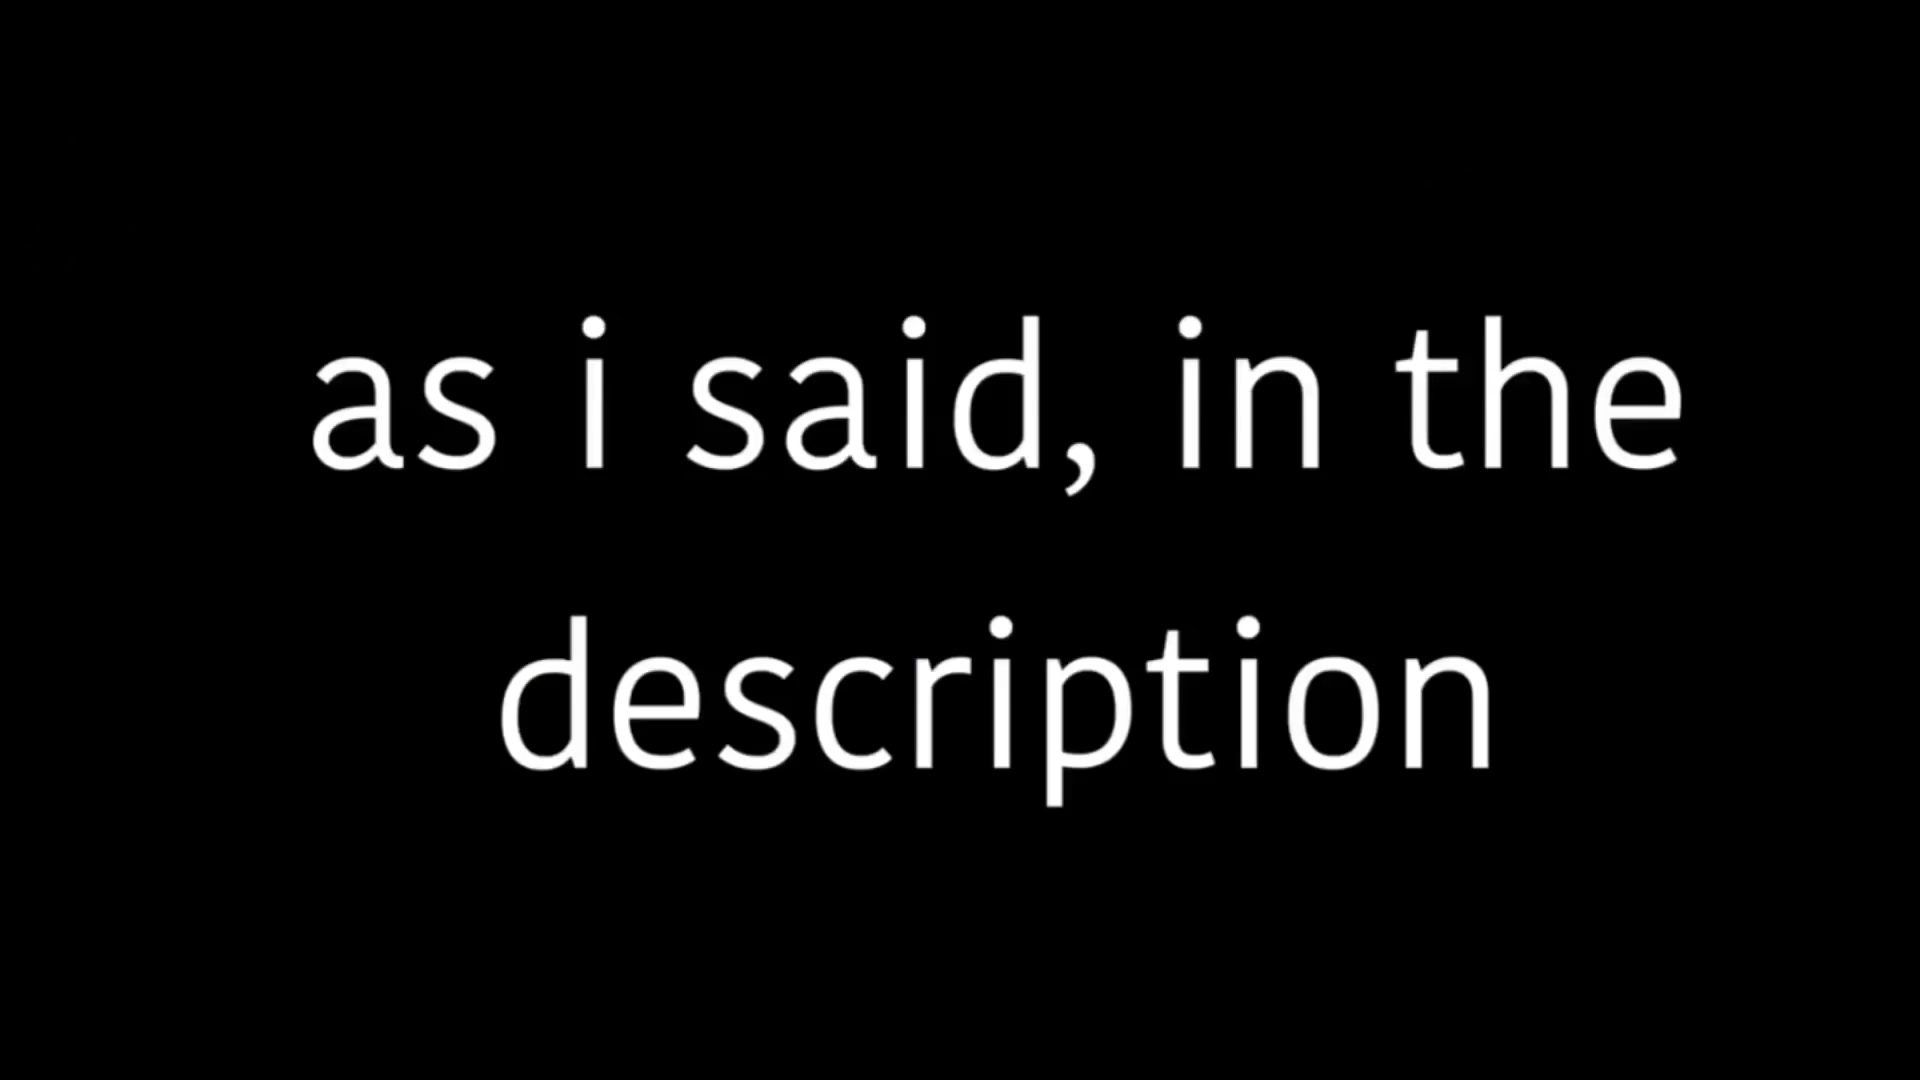 as i said, in the
description